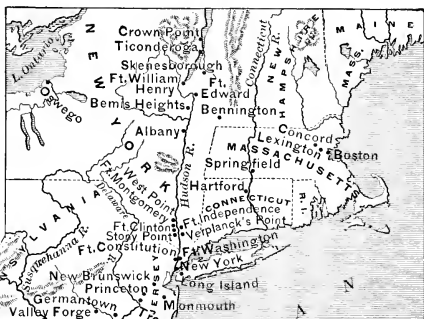 Crown Point
Ticonderoga
Skenesborough
Ft. William
Henry
Ft.
Edward
Bemis Heights
Bennington
L. Ontario
Oswego
NEW YORK
Albany
Connecticut
R.
NEW HAMPSHIRE
MAINE
MASS.
Concord
Lexington
Boston
MASSACHUSETTS
Springfield
Hartford
CONNECTICUT
R.I.
Hudson R.
West Point
Ft. Montgomery
Ft. Clinton
Stony Point
Ft. Constitution
Ft. Independence
Verplanck's Point
Ft. Washington
New York
Long Island
Delaware
SYLVANIA
Susquehanna R.
New Brunswick
Princeton
Germantown
Valley Forge
Monmouth
ERSE
A N